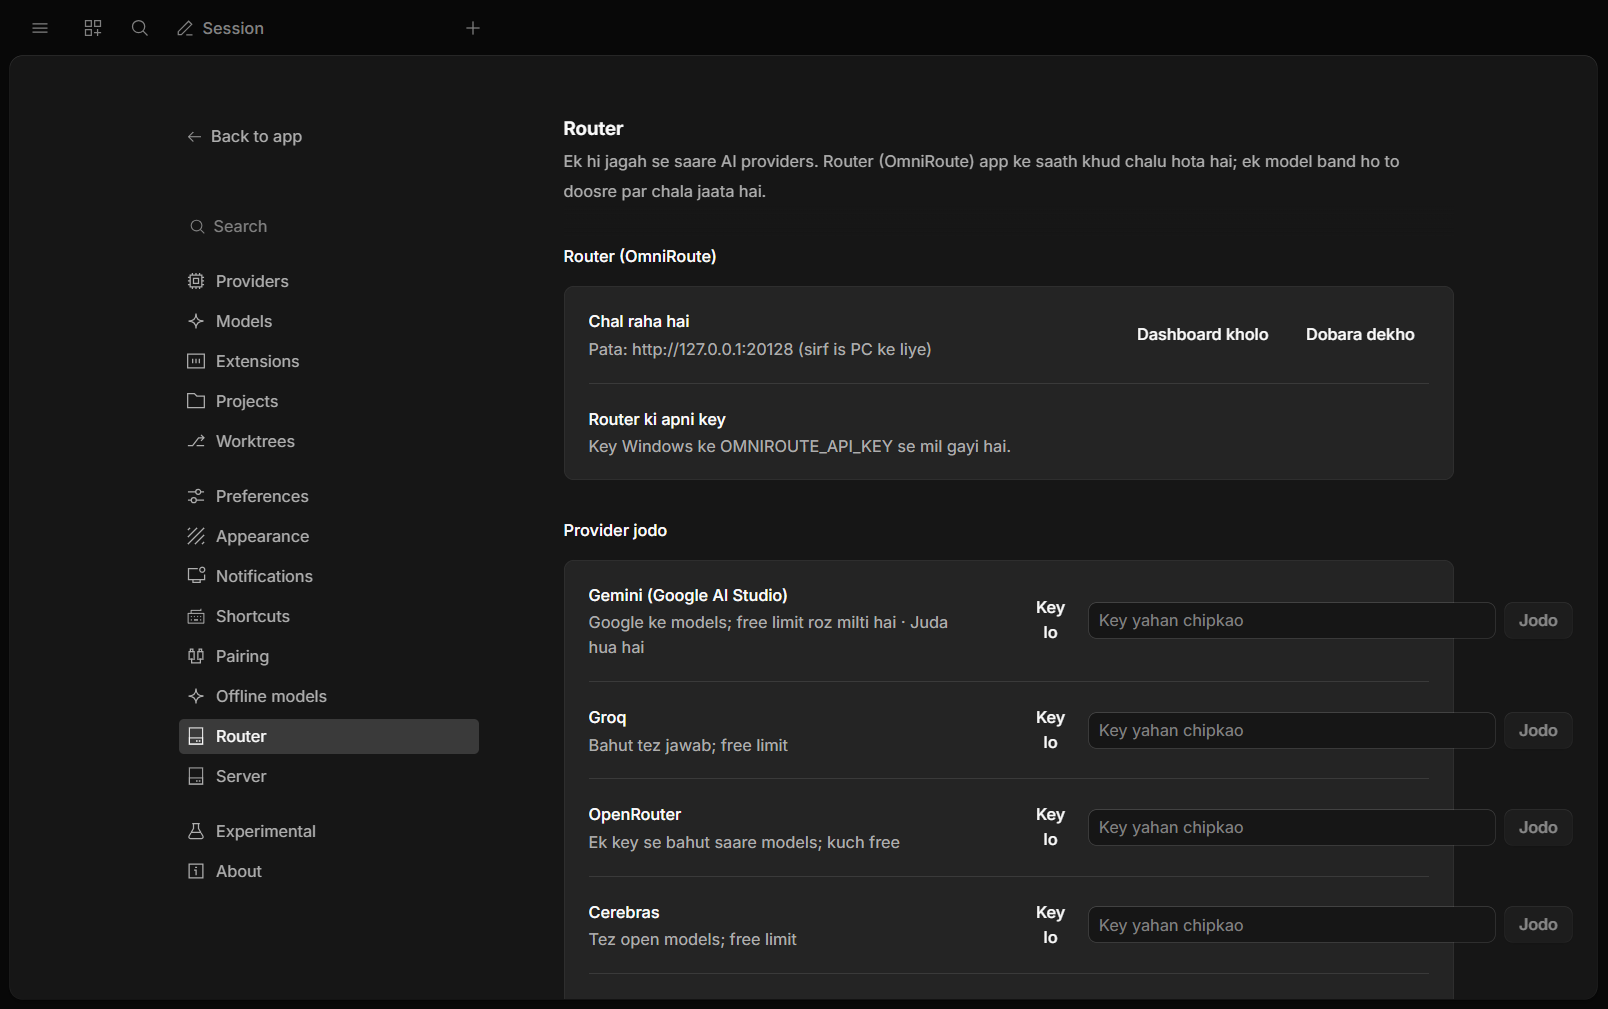 Session
Back to app
Search
Providers
Models
Extensions
Projects
Worktrees
Preferences
Appearance
Notifications
Shortcuts
Pairing
Offline models
Router
Server
Experimental
About
Router
Ek hi jagah se saare AI providers. Router (OmniRoute) app ke saath khud chalu hota hai; ek model band ho to
doosre par chala jaata hai.
Router (OmniRoute)
Chal raha hai
Pata: http://127.0.0.1:20128 (sirf is PC ke liye)
Dashboard kholo
Dobara dekho
Router ki apni key
Key Windows ke OMNIROUTE_API_KEY se mil gayi hai.
Provider jodo
Gemini (Google AI Studio)
Google ke models; free limit roz milti hai · Juda
hua hai
Key
lo
Key yahan chipkao
Jodo
Groq
Bahut tez jawab; free limit
Key
lo
Key yahan chipkao
Jodo
OpenRouter
Ek key se bahut saare models; kuch free
Key
lo
Key yahan chipkao
Jodo
Cerebras
Tez open models; free limit
Key
lo
Key yahan chipkao
Jodo